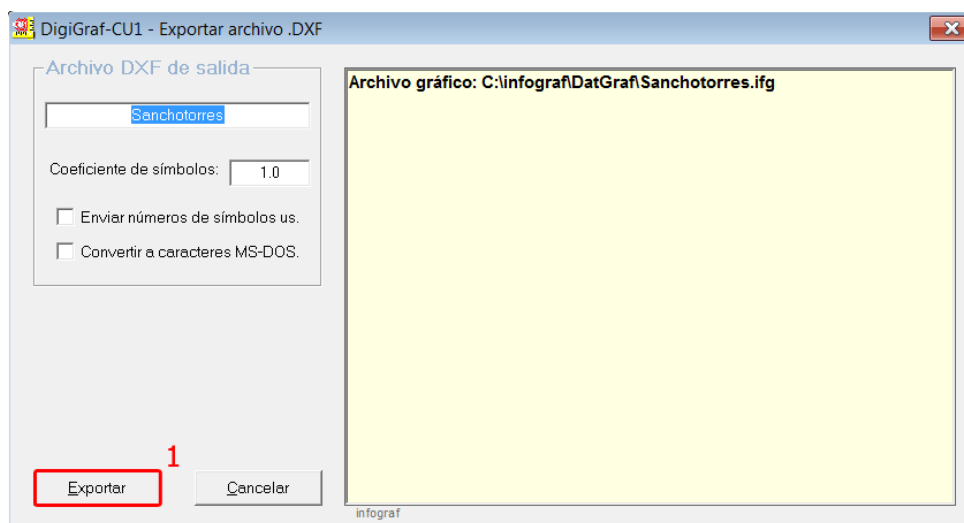 DigiGraf-CU1 - Exportar archivo .DXF
Archivo DXF de salida
Sanchotorres
Coeficiente de símbolos: 1.0
Enviar números de símbolos us.
Convertir a caracteres MS-DOS.
Archivo gráfico: C:\infograf\DatGraf\Sanchotorres.ifg
1
Exportar
Cancelar
infograf